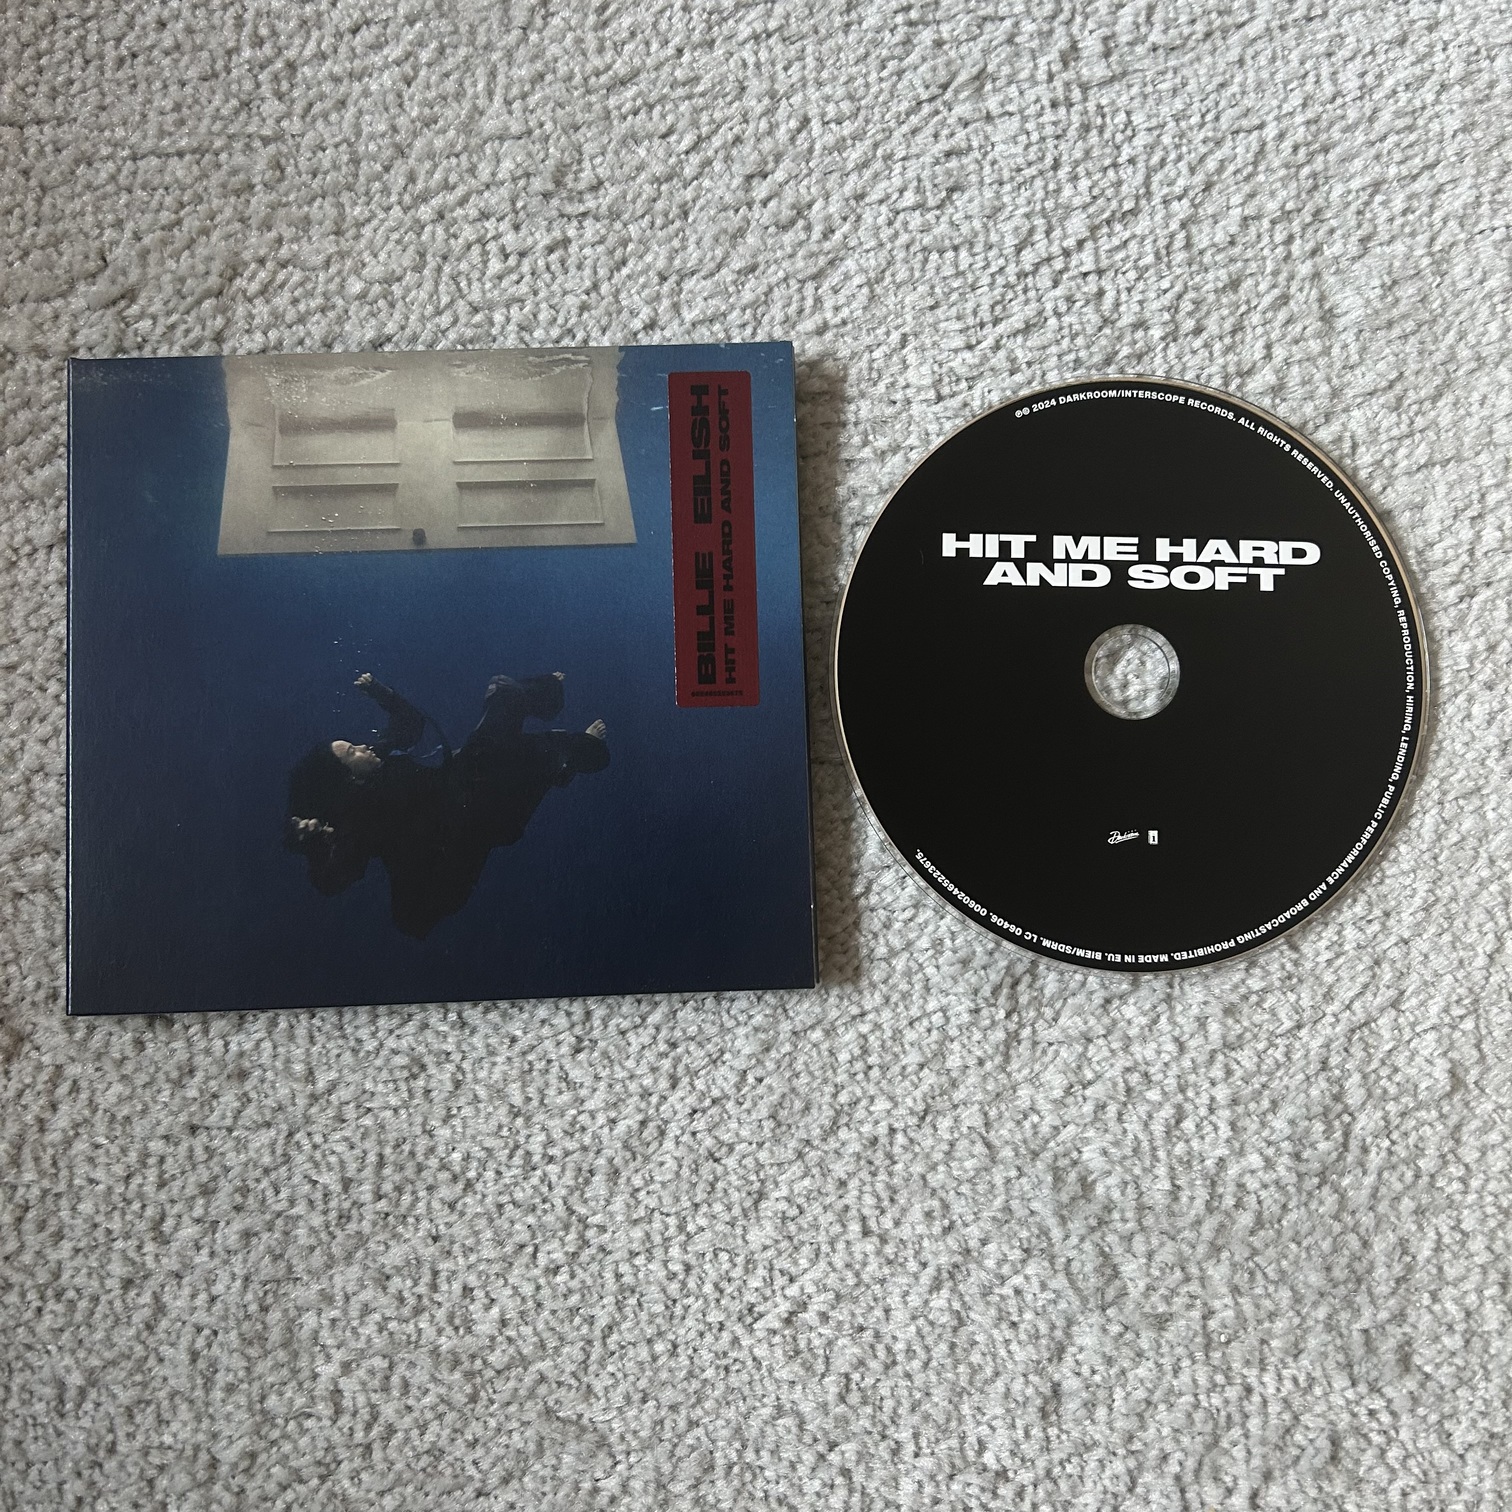 BILLIE EILISH
HIT ME HARD AND SOFT
HIT ME HARD
AND SOFT
℗© 2024 DARKROOM/INTERSCOPE RECORDS. ALL RIGHTS RESERVED. UNAUTHORISED COPYING, REPRODUCTION, HIRING, LENDING, PUBLIC PERFORMANCE AND BROADCASTING PROHIBITED. MADE IN EU. BIEM/SDRM. LC 06406. 00602465223675.